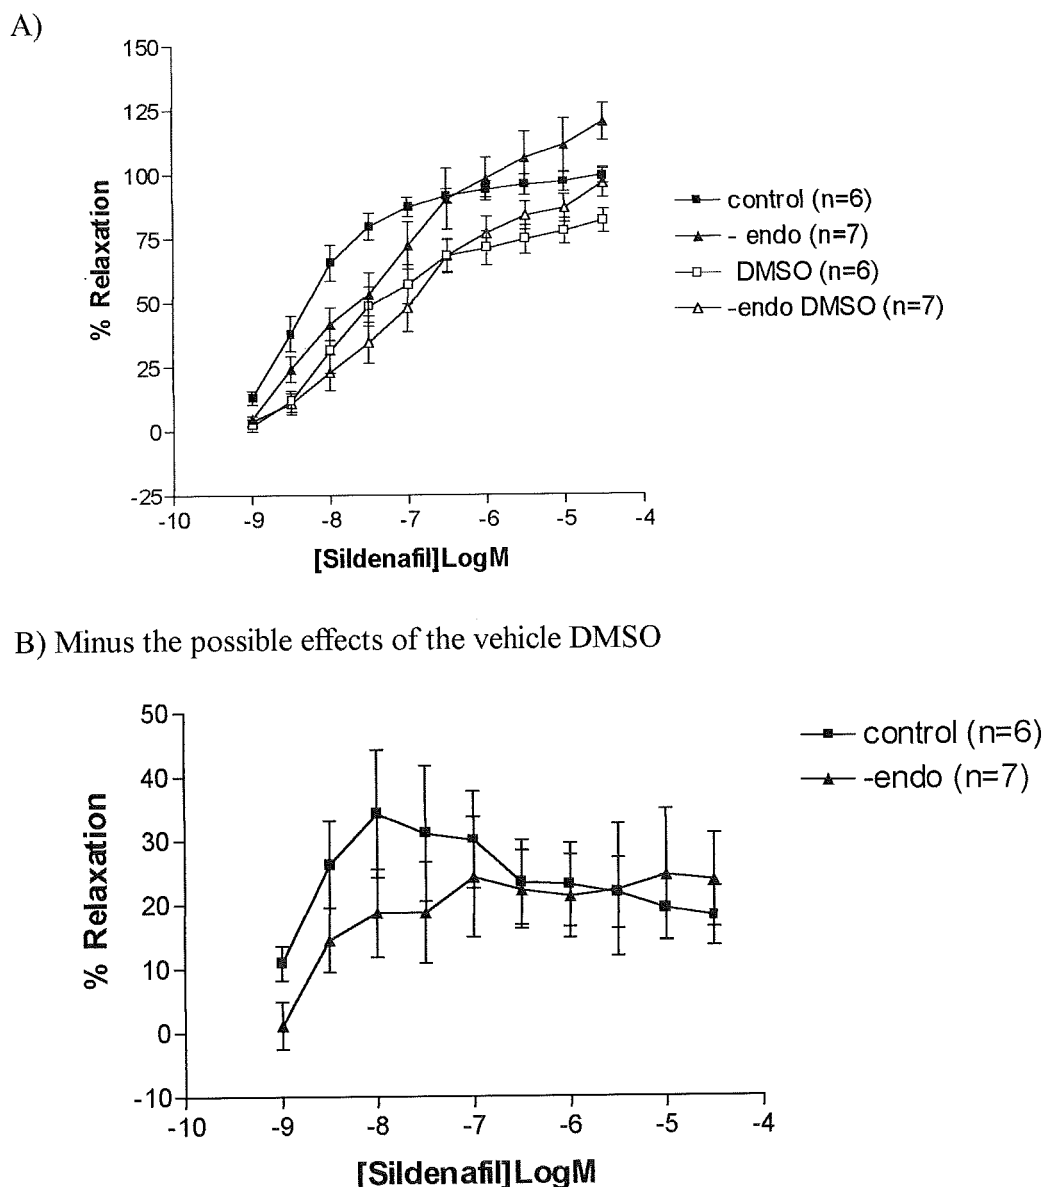 A)
150
125
100
75
50
25
0
-25
% Relaxation
-10 -9 -8 -7 -6 -5 -4
[Sildenafil]LogM
control (n=6)
- endo (n=7)
DMSO (n=6)
-endo DMSO (n=7)
B) Minus the possible effects of the vehicle DMSO
50
40
30
20
10
0
-10
% Relaxation
-10 -9 -8 -7 -6 -5 -4
[Sildenafil]LogM
control (n=6)
-endo (n=7)